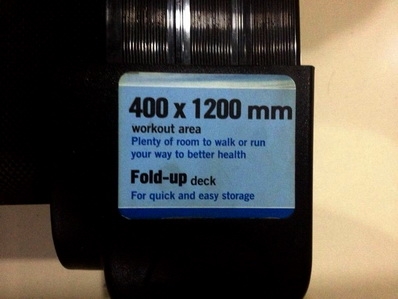 400 x 1200 mm
workout area
Plenty of room to walk or run
your way to better health
Fold-up deck
For quick and easy storage